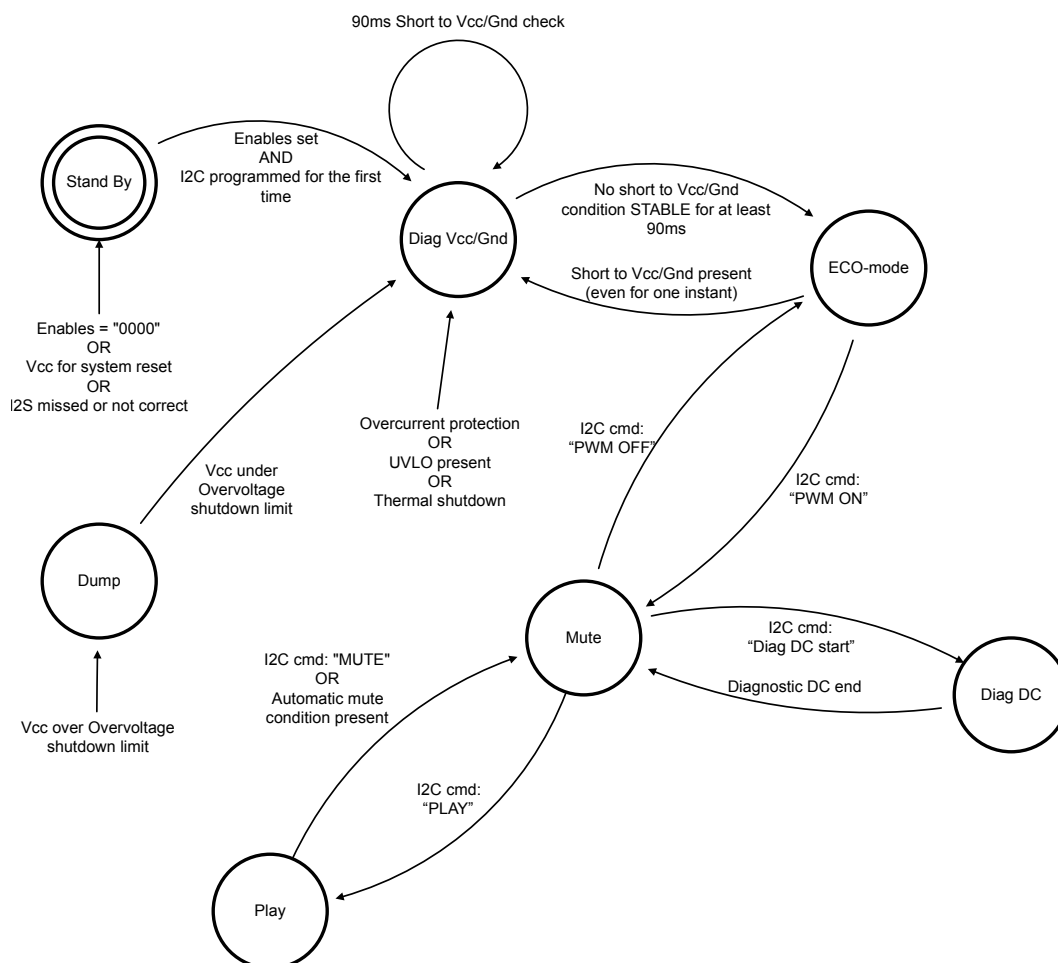 90ms Short to Vcc/Gnd check
Stand By
Enables set
AND
I2C programmed for the first
time
Diag Vcc/Gnd
No short to Vcc/Gnd
condition STABLE for at least
90ms
ECO-mode
Short to Vcc/Gnd present
(even for one instant)
Enables = "0000"
OR
Vcc for system reset
OR
I2S missed or not correct
Overcurrent protection
OR
UVLO present
OR
Thermal shutdown
I2C cmd:
“PWM OFF”
I2C cmd:
“PWM ON”
Vcc under
Overvoltage
shutdown limit
Dump
Mute
I2C cmd:
“Diag DC start”
Diagnostic DC end
Diag DC
I2C cmd: "MUTE"
OR
Automatic mute
condition present
Vcc over Overvoltage
shutdown limit
I2C cmd:
“PLAY”
Play